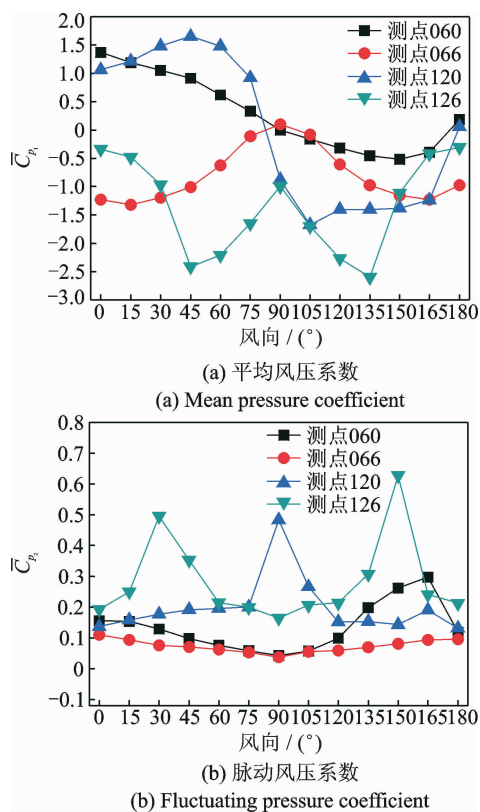 2.0
1.5
1.0
0.5
0
−0.5
−1.0
−1.5
−2.0
−2.5
−3.0
C̅p₁
测点060
测点066
测点120
测点126
0 15 30 45 60 75 90 105 120 135 150 165 180
风向 / (°)
(a) 平均风压系数
(a) Mean pressure coefficient
0.8
0.7
0.6
0.5
0.4
0.3
0.2
0.1
0
−0.1
C̅p₂
测点060
测点066
测点120
测点126
0 15 30 45 60 75 90 105 120 135 150 165 180
风向 / (°)
(b) 脉动风压系数
(b) Fluctuating pressure coefficient